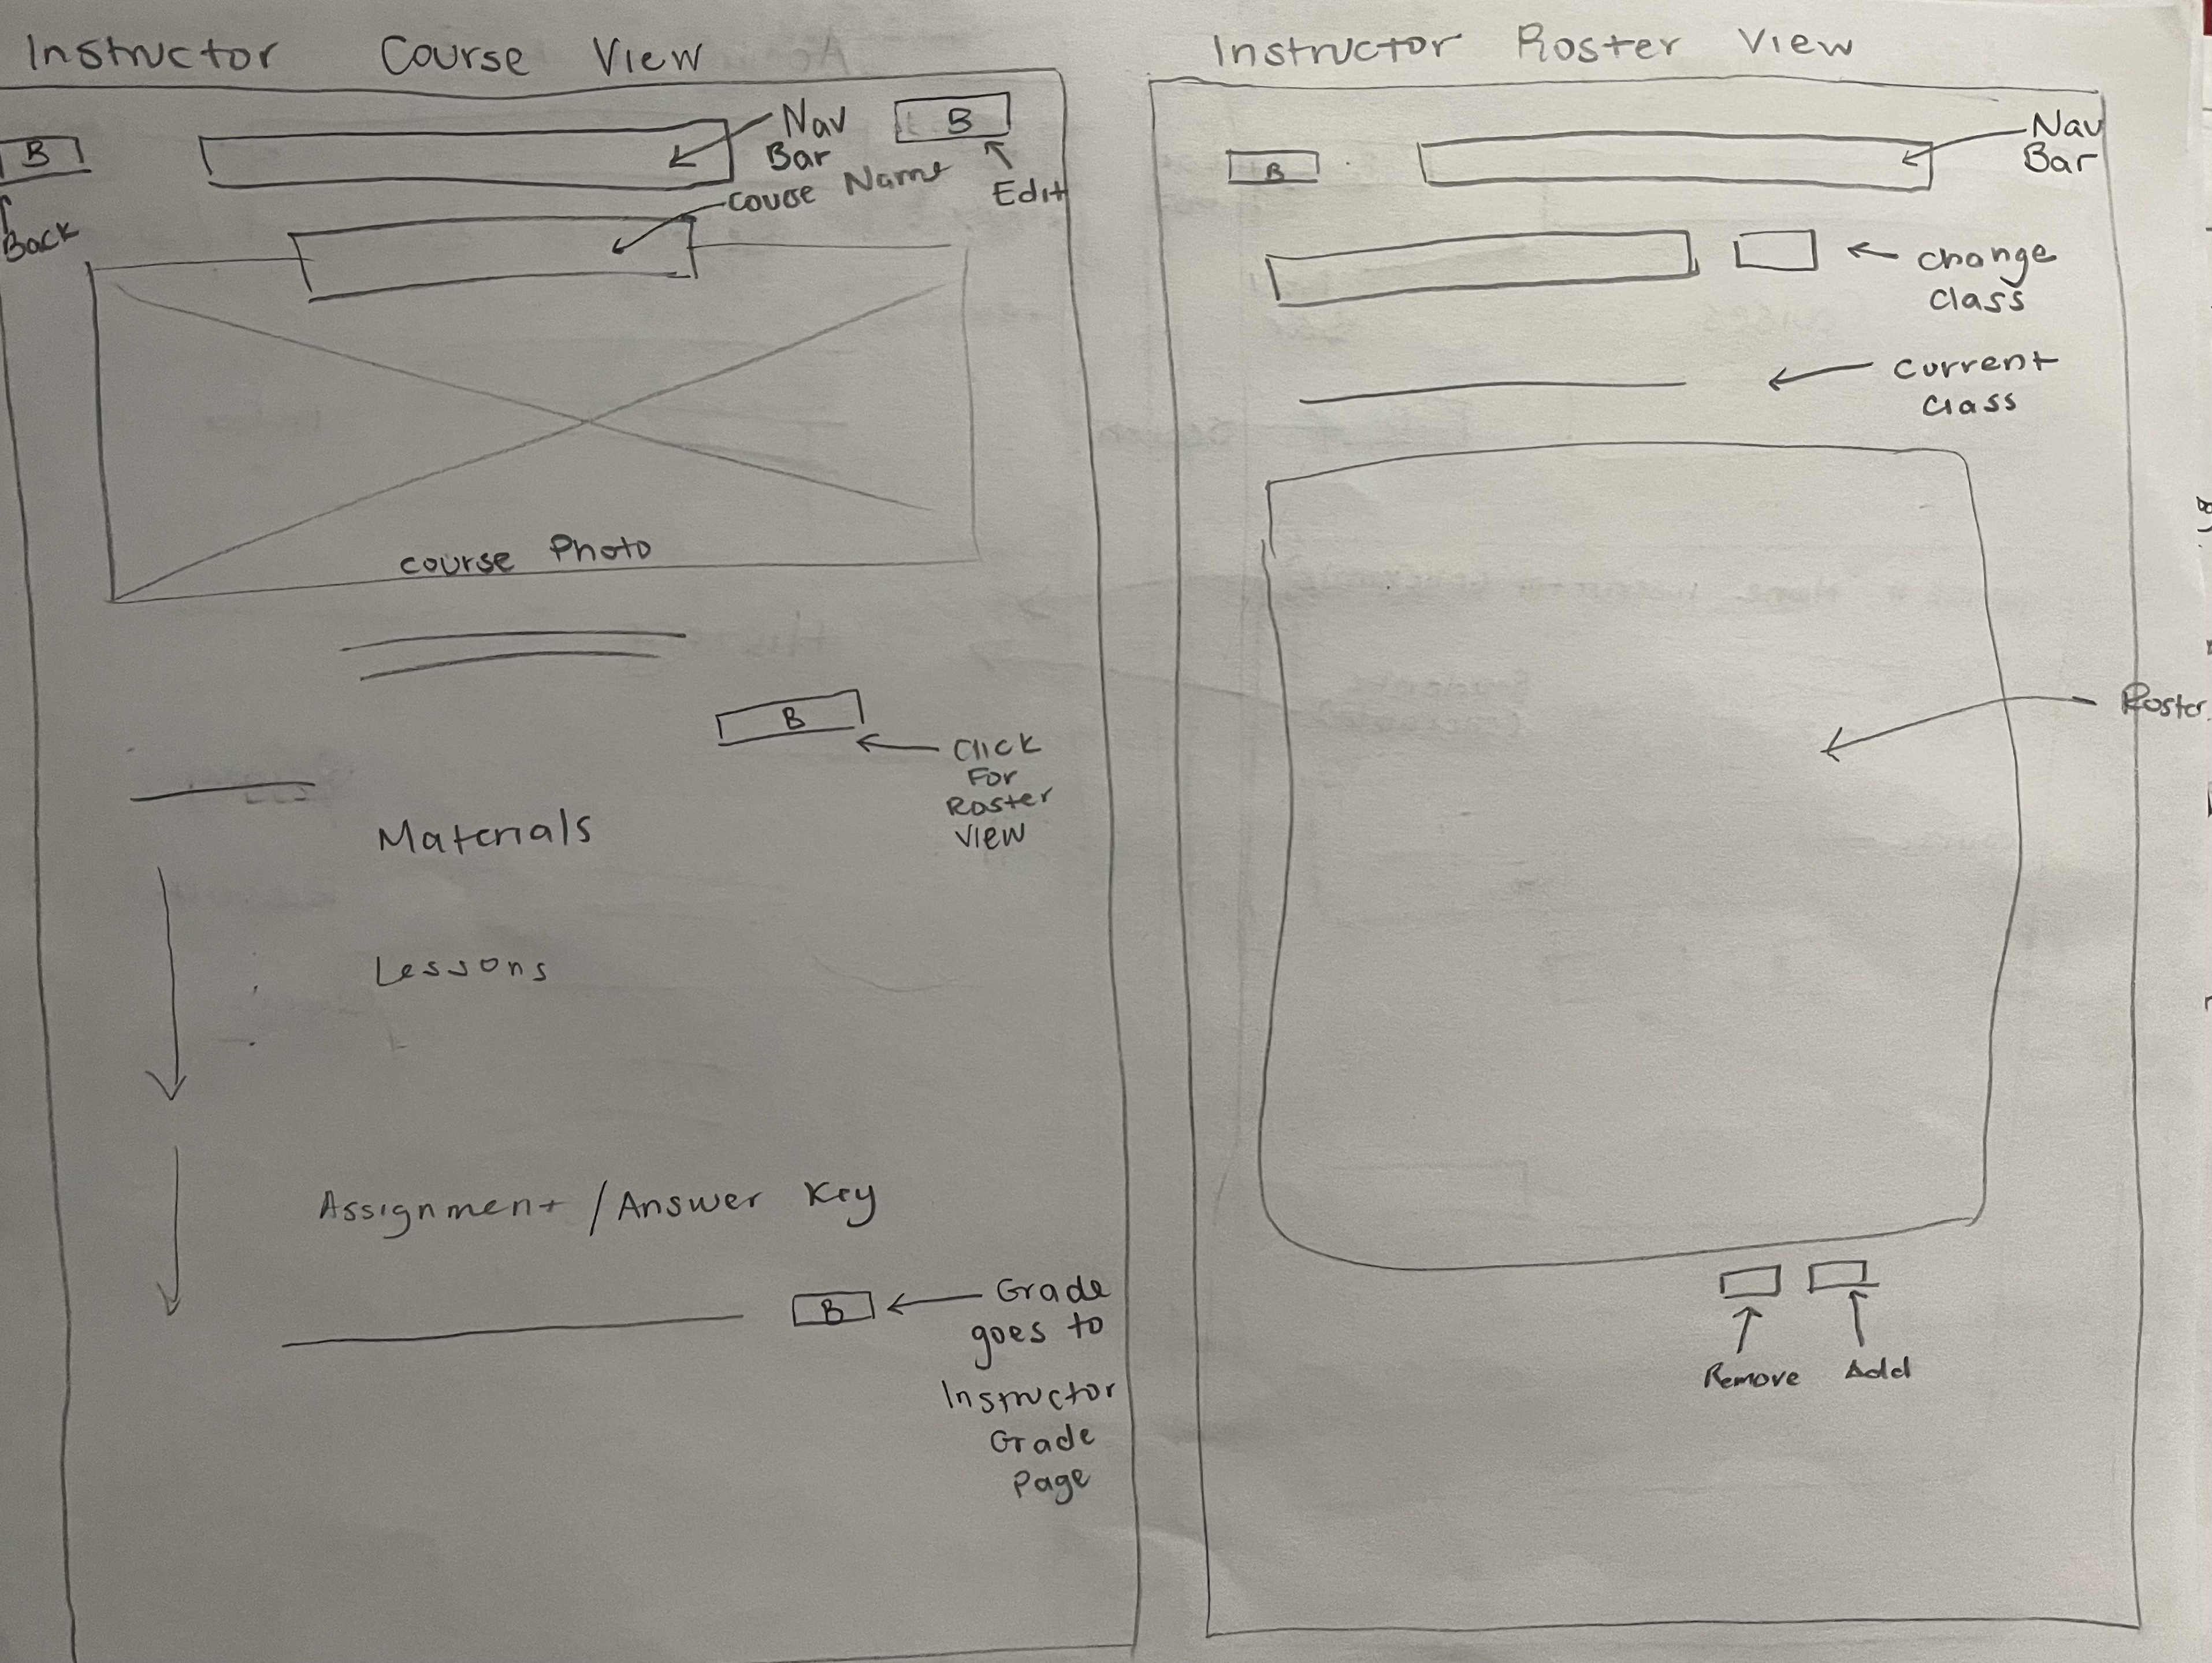 Instructor Course View
B
Nav
Bar
B
Back
Couose Name
Edit
Course Photo
B
Click
For
Roster
View
Materials
Lessons
Assignment / Answer Key
B
Grade
goes to
Instructor
Grade
Page
Instructor Roster View
B
Nav
Bar
change
class
current
class
Roster
Remove
Add